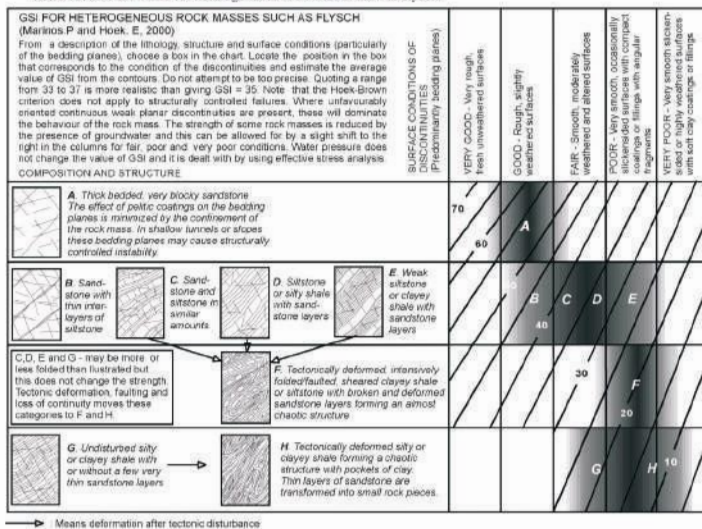 GSI FOR HETEROGENEOUS ROCK MASSES SUCH AS FLYSCH
(Marinos.P and Hoek. E, 2000)
From a description of the lithology, structure and surface conditions (particularly
of the bedding planes), choose a box in the chart. Locate the position in the box
that corresponds to the condition of the discontinuities and estimate the average
value of GSI from the contours. Do not attempt to be too precise. Quoting a range
from 33 to 37 is more realistic than giving GSI = 35. Note that the Hoek-Brown
criterion does not apply to structurally controlled failures. Where unfavourably
oriented continuous weak planar discontinuities are present, these will dominate
the behaviour of the rock mass. The strength of some rock masses is reduced by
the presence of groundwater and this can be allowed for by a slight shift to the
right in the columns for fair, poor and very poor conditions. Water pressure does
not change the value of GSI and it is dealt with by using effective stress analysis.
COMPOSITION AND STRUCTURE
SURFACE CONDITIONS OF
DISCONTINUITIES
(Predominantly bedding planes)
VERY GOOD - Very rough,
fresh unweathered surfaces
GOOD - Rough, slightly
weathered surfaces
FAIR - Smooth, moderately
weathered and altered surfaces
POOR - Very smooth, occasionally
slickensided surfaces with compact
coatings or fillings with angular
fragments
VERY POOR - Very smooth slicken-
sided or highly weathered surfaces
with soft clay coatings or fillings
A. Thick bedded, very blocky sandstone
The effect of pelitic coatings on the bedding
planes is minimized by the confinement of
the rock mass. In shallow tunnels or slopes
these bedding planes may cause structurally
controlled instability.
70
60
A
B. Sand-
stone with
thin inter-
layers of
siltstone
C. Sand-
stone and
siltstone in
similar
amounts
D. Siltstone
or silty shale
with sand-
stone layers
E. Weak
siltstone
or clayey
shale with
sandstone
layers
B
C
D
E
40
C,D, E and G - may be more or
less folded than illustrated but
this does not change the strength.
Tectonic deformation, faulting and
loss of continuity moves these
categories to F and H.
F. Tectonically deformed, intensively
folded/faulted, sheared clayey shale
or siltstone with broken and deformed
sandstone layers forming an almost
chaotic structure
30
F
20
G. Undisturbed silty
or clayey shale with
or without a few very
thin sandstone layers
H. Tectonically deformed silty or
clayey shale forming a chaotic
structure with pockets of clay.
Thin layers of sandstone are
transformed into small rock pieces.
G
H
10
Means deformation after tectonic disturbance